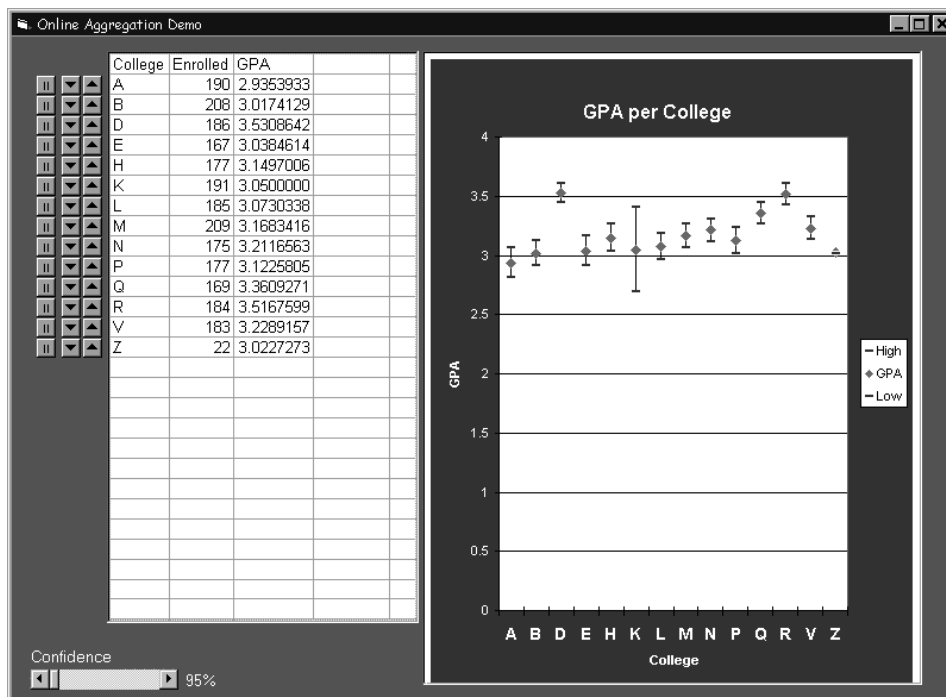 Online Aggregation Demo
College Enrolled GPA
A 190 2.9353933
B 208 3.0174129
D 186 3.5308642
E 167 3.0384614
H 177 3.1497006
K 191 3.0500000
L 185 3.0730338
M 209 3.1683416
N 175 3.2116563
P 177 3.1225805
Q 169 3.3609271
R 184 3.5167599
V 183 3.2289157
Z 22 3.0227273
Confidence
95%
GPA per College
4
3.5
3
2.5
2
1.5
1
0.5
0
GPA
A B D E H K L M N P Q R V Z
College
High
GPA
Low